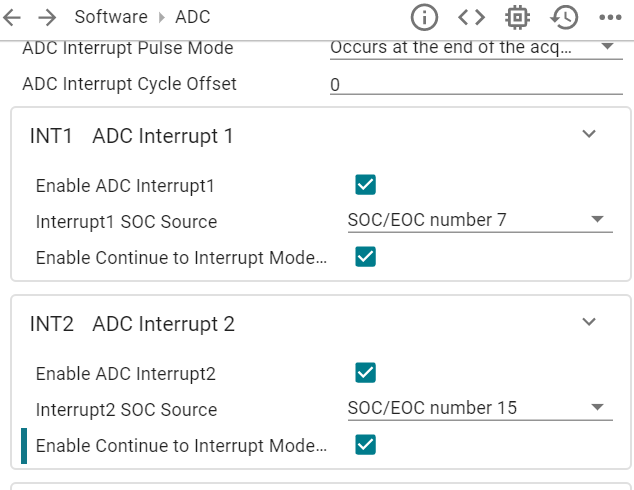 Software ADC
ADC Interrupt Pulse Mode Occurs at the end of the acq...
ADC Interrupt Cycle Offset 0
INT1 ADC Interrupt 1
Enable ADC Interrupt1
Interrupt1 SOC Source SOC/EOC number 7
Enable Continue to Interrupt Mode...
INT2 ADC Interrupt 2
Enable ADC Interrupt2
Interrupt2 SOC Source SOC/EOC number 15
Enable Continue to Interrupt Mode...